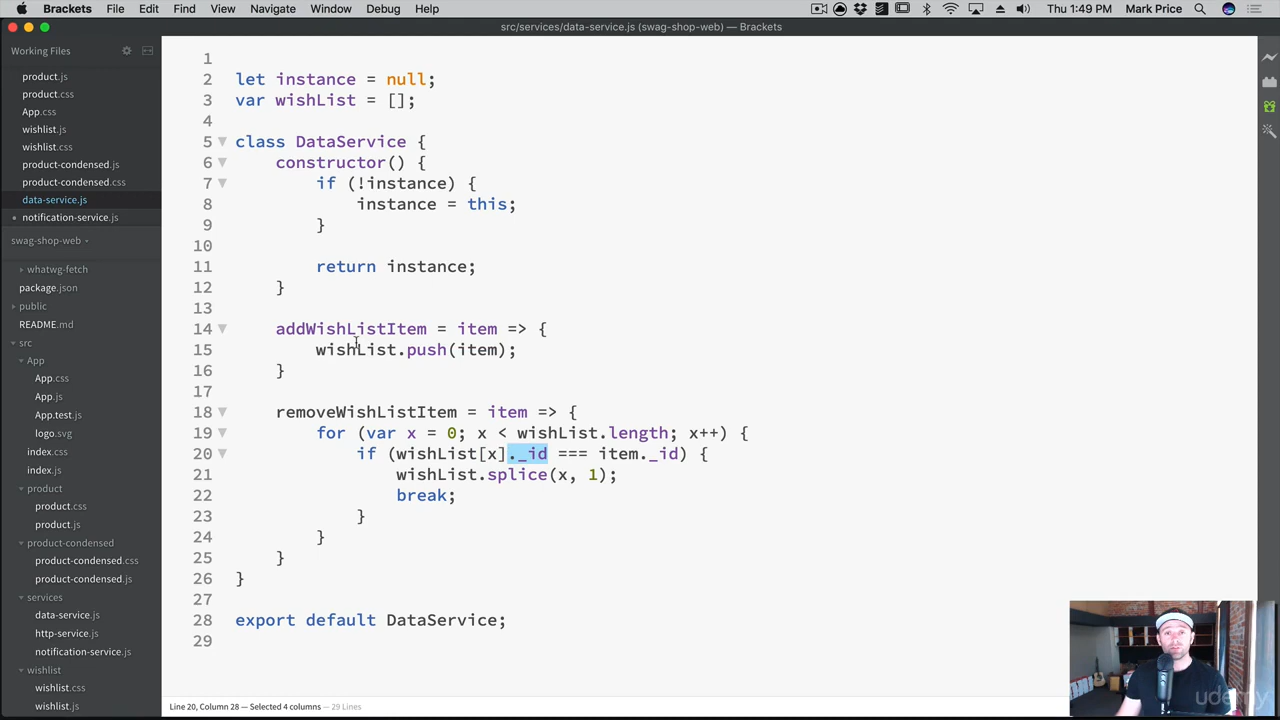 Brackets File Edit Find View Navigate Window Debug Help Thu 1:49 PM Mark Price
src/services/data-service.js (swag-shop-web) — Brackets
Working Files
product.js
product.css
App.css
wishlist.js
wishlist.css
product-condensed.js
product-condensed.css
data-service.js
notification-service.js
swag-shop-web
whatwg-fetch
package.json
public
README.md
src
App
App.css
App.js
App.test.js
logo.svg
index.css
index.js
product
product.css
product.js
product-condensed
product-condensed.css
product-condensed.js
services
data-service.js
http-service.js
notification-service.js
wishlist
wishlist.css
wishlist.js
1
2 let instance = null;
3 var wishList = [];
4
5 class DataService {
6 constructor() {
7 if (!instance) {
8 instance = this;
9 }
10
11 return instance;
12 }
13
14 addWishListItem = item => {
15 wishList.push(item);
16 }
17
18 removeWishListItem = item => {
19 for (var x = 0; x < wishList.length; x++) {
20 if (wishList[x]._id === item._id) {
21 wishList.splice(x, 1);
22 break;
23 }
24 }
25 }
26 }
27
28 export default DataService;
29
Line 20, Column 28 — Selected 4 columns — 29 Lines
udemy